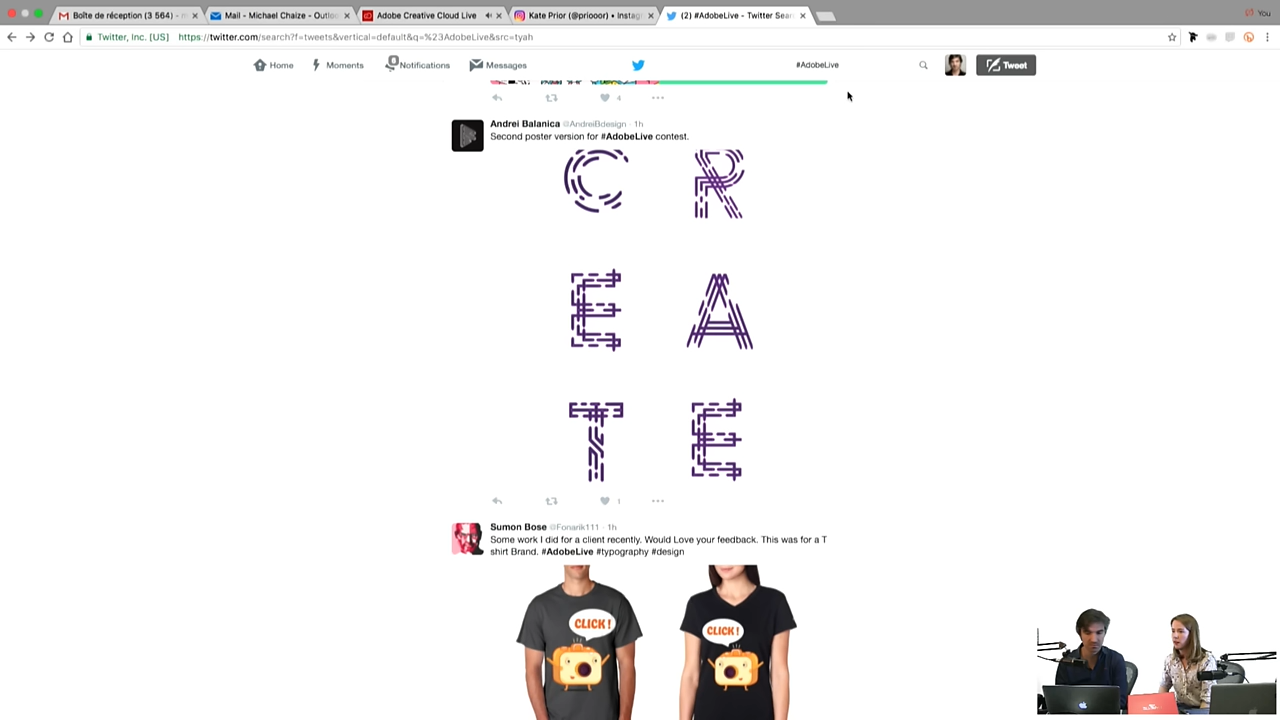 Boîte de réception (3 564) -
Mail - Michael Chaize - Outlo
Adobe Creative Cloud Live
Kate Prior (@priooor) • Instag
(2) #AdobeLive - Twitter Sear
You
Twitter, Inc. [US]
https://twitter.com/search?f=tweets&vertical=default&q=%23AdobeLive&src=tyah
Home
Moments
Notifications
Messages
#AdobeLive
Tweet
4
Andrei Balanica @AndreiBdesign · 1h
Second poster version for #AdobeLive contest.
C R
E A
T E
1
Sumon Bose @Fonarik111 · 1h
Some work I did for a client recently. Would Love your feedback. This was for a T
shirt Brand. #AdobeLive #typography #design
CLICK!
CLICK!